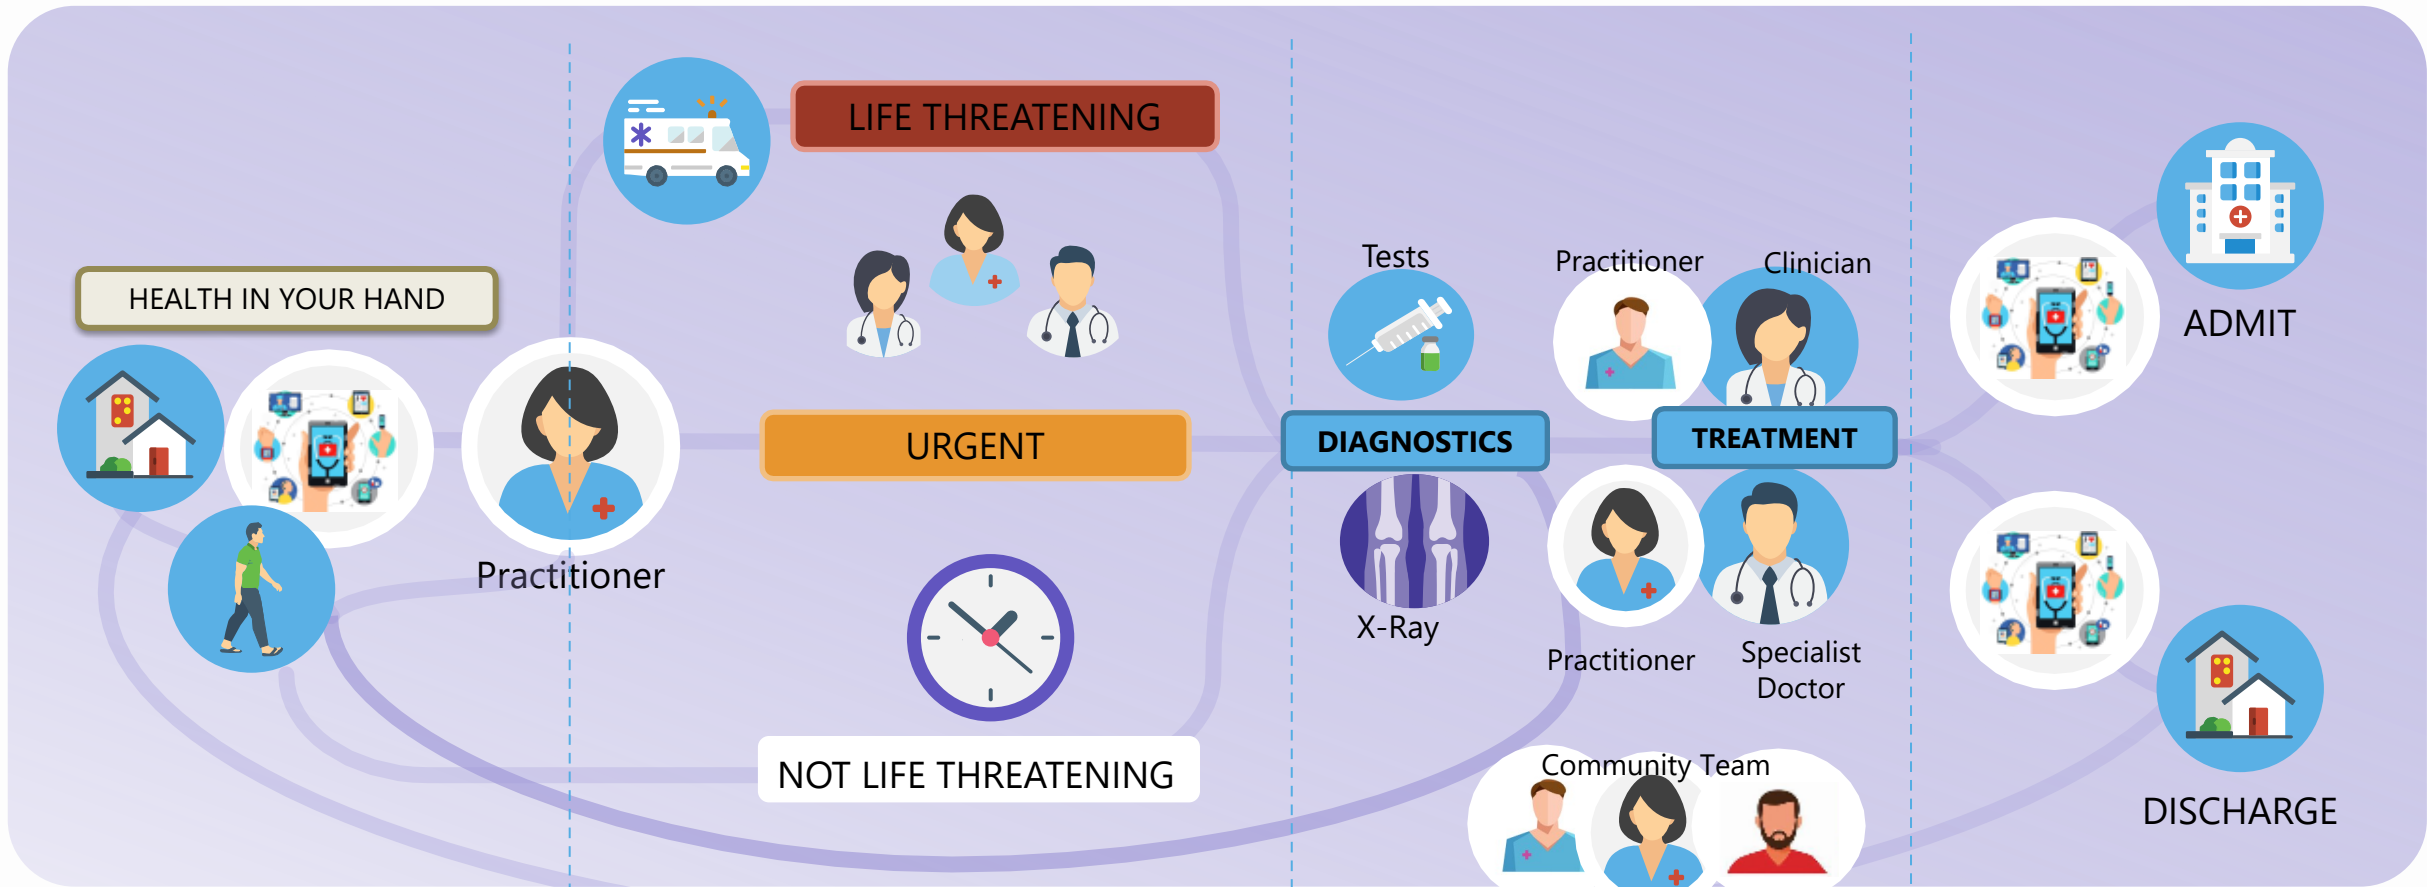 HEALTH IN YOUR HAND
Practitioner
LIFE THREATENING
URGENT
NOT LIFE THREATENING
Tests
DIAGNOSTICS
X-Ray
Practitioner
Clinician
TREATMENT
Practitioner
Specialist
Doctor
Community Team
ADMIT
DISCHARGE